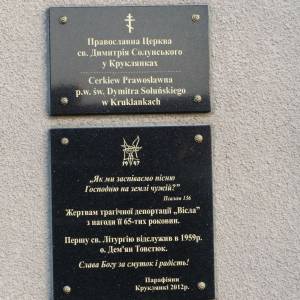 Православна Церква
св. Димитрія Солунського
у Круклянках
Cerkiew Prawosławna
p.w. św. Dymitra Sołuńskiego
w Kruklankach
1947
„Як ми заспіваємо пісню
Господню на землі чужій?”
Псалом 136
Жертвам трагічної депортації „Вісла”
з нагоди її 65-тих роковин.
Першу св. Літургію відслужив в 1959р.
о. Дем'ян Товстюк.
Слава Богу за смуток і радість!
Парафіяни
Круклянкі 2012р.